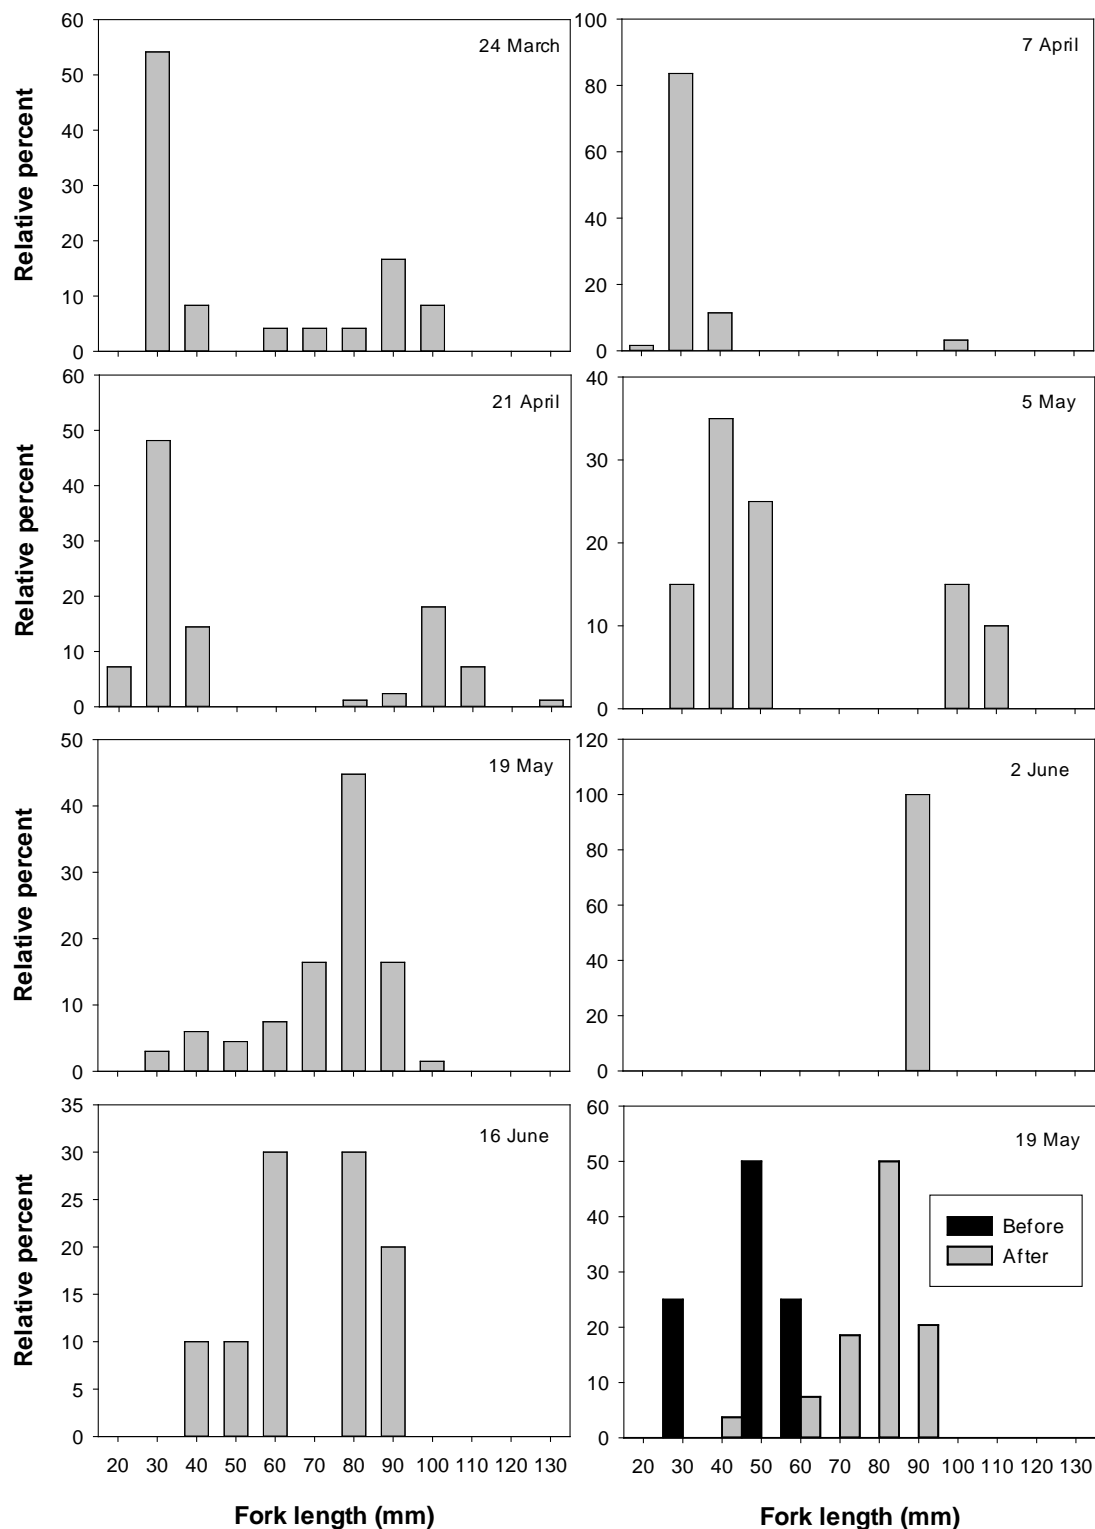 24 March
60
50
40
30
20
10
0
Relative percent
7 April
100
80
60
40
20
0
21 April
60
50
40
30
20
10
0
Relative percent
5 May
40
30
20
10
0
19 May
50
40
30
20
10
0
Relative percent
2 June
120
100
80
60
40
20
0
16 June
35
30
25
20
15
10
5
0
Relative percent
20 30 40 50 60 70 80 90 100 110 120 130
Fork length (mm)
19 May
60
50
40
30
20
10
0
Before
After
20 30 40 50 60 70 80 90 100 110 120 130
Fork length (mm)